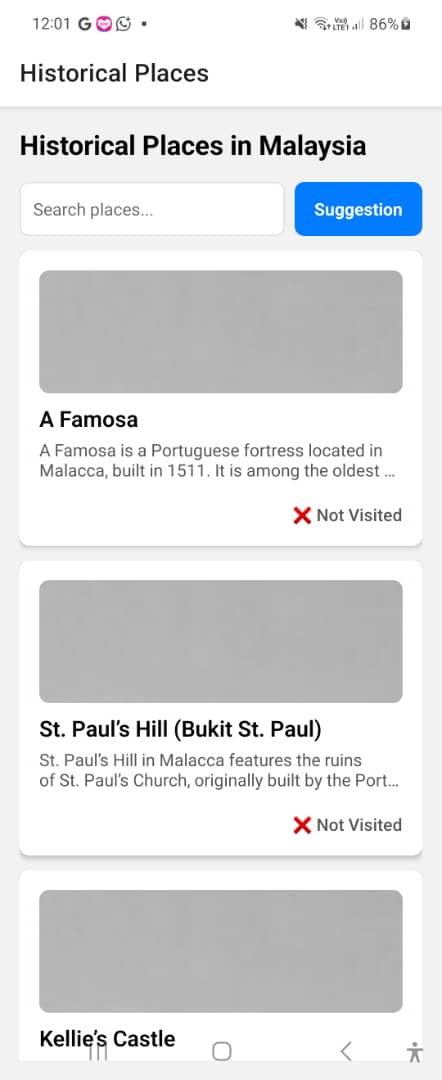 12:01
86%
Historical Places
Historical Places in Malaysia
Search places...
Suggestion
A Famosa
A Famosa is a Portuguese fortress located in
Malacca, built in 1511. It is among the oldest ...
❌ Not Visited
St. Paul's Hill (Bukit St. Paul)
St. Paul's Hill in Malacca features the ruins
of St. Paul's Church, originally built by the Port...
❌ Not Visited
Kellie's Castle